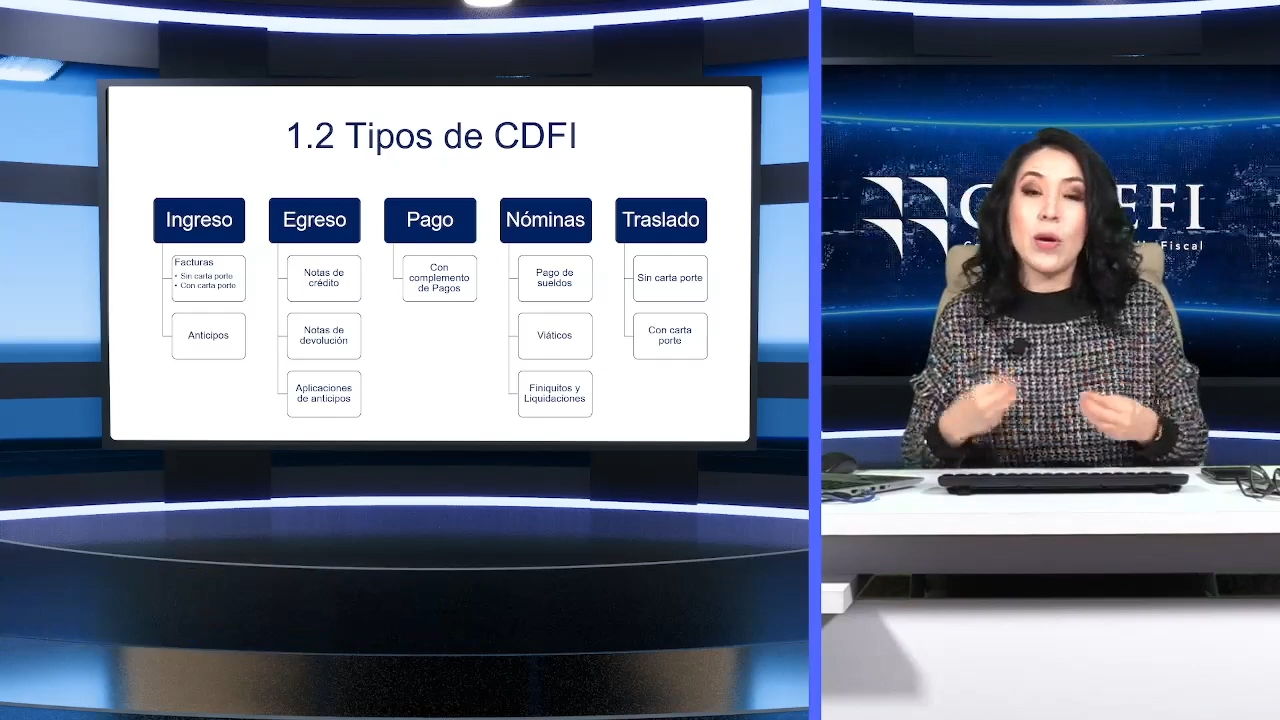 1.2 Tipos de CDFI
Ingreso
Facturas
• Sin carta porte
• Con carta porte
Anticipos
Egreso
Notas de
crédito
Notas de
devolución
Aplicaciones
de anticipos
Pago
Con
complemento
de Pagos
Nóminas
Pago de
sueldos
Viáticos
Finiquitos y
Liquidaciones
Traslado
Sin carta porte
Con carta
porte
EFI
Fiscal